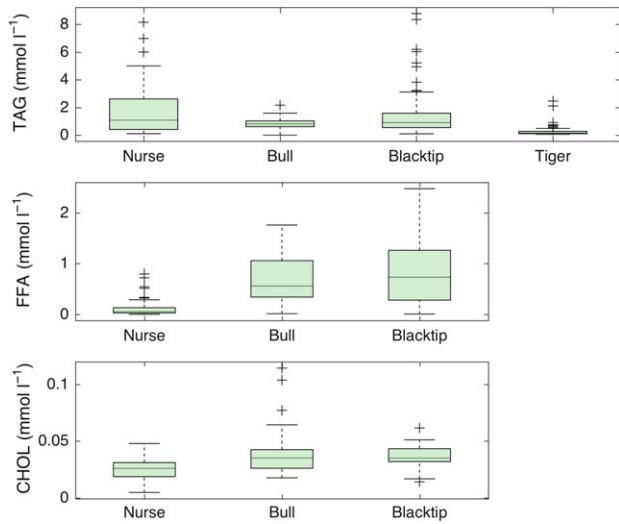 TAG (mmol l⁻¹)
8
6
4
2
0
Nurse Bull Blacktip Tiger
FFA (mmol l⁻¹)
2
1
0
Nurse Bull Blacktip
CHOL (mmol l⁻¹)
0.1
0.05
0
Nurse Bull Blacktip